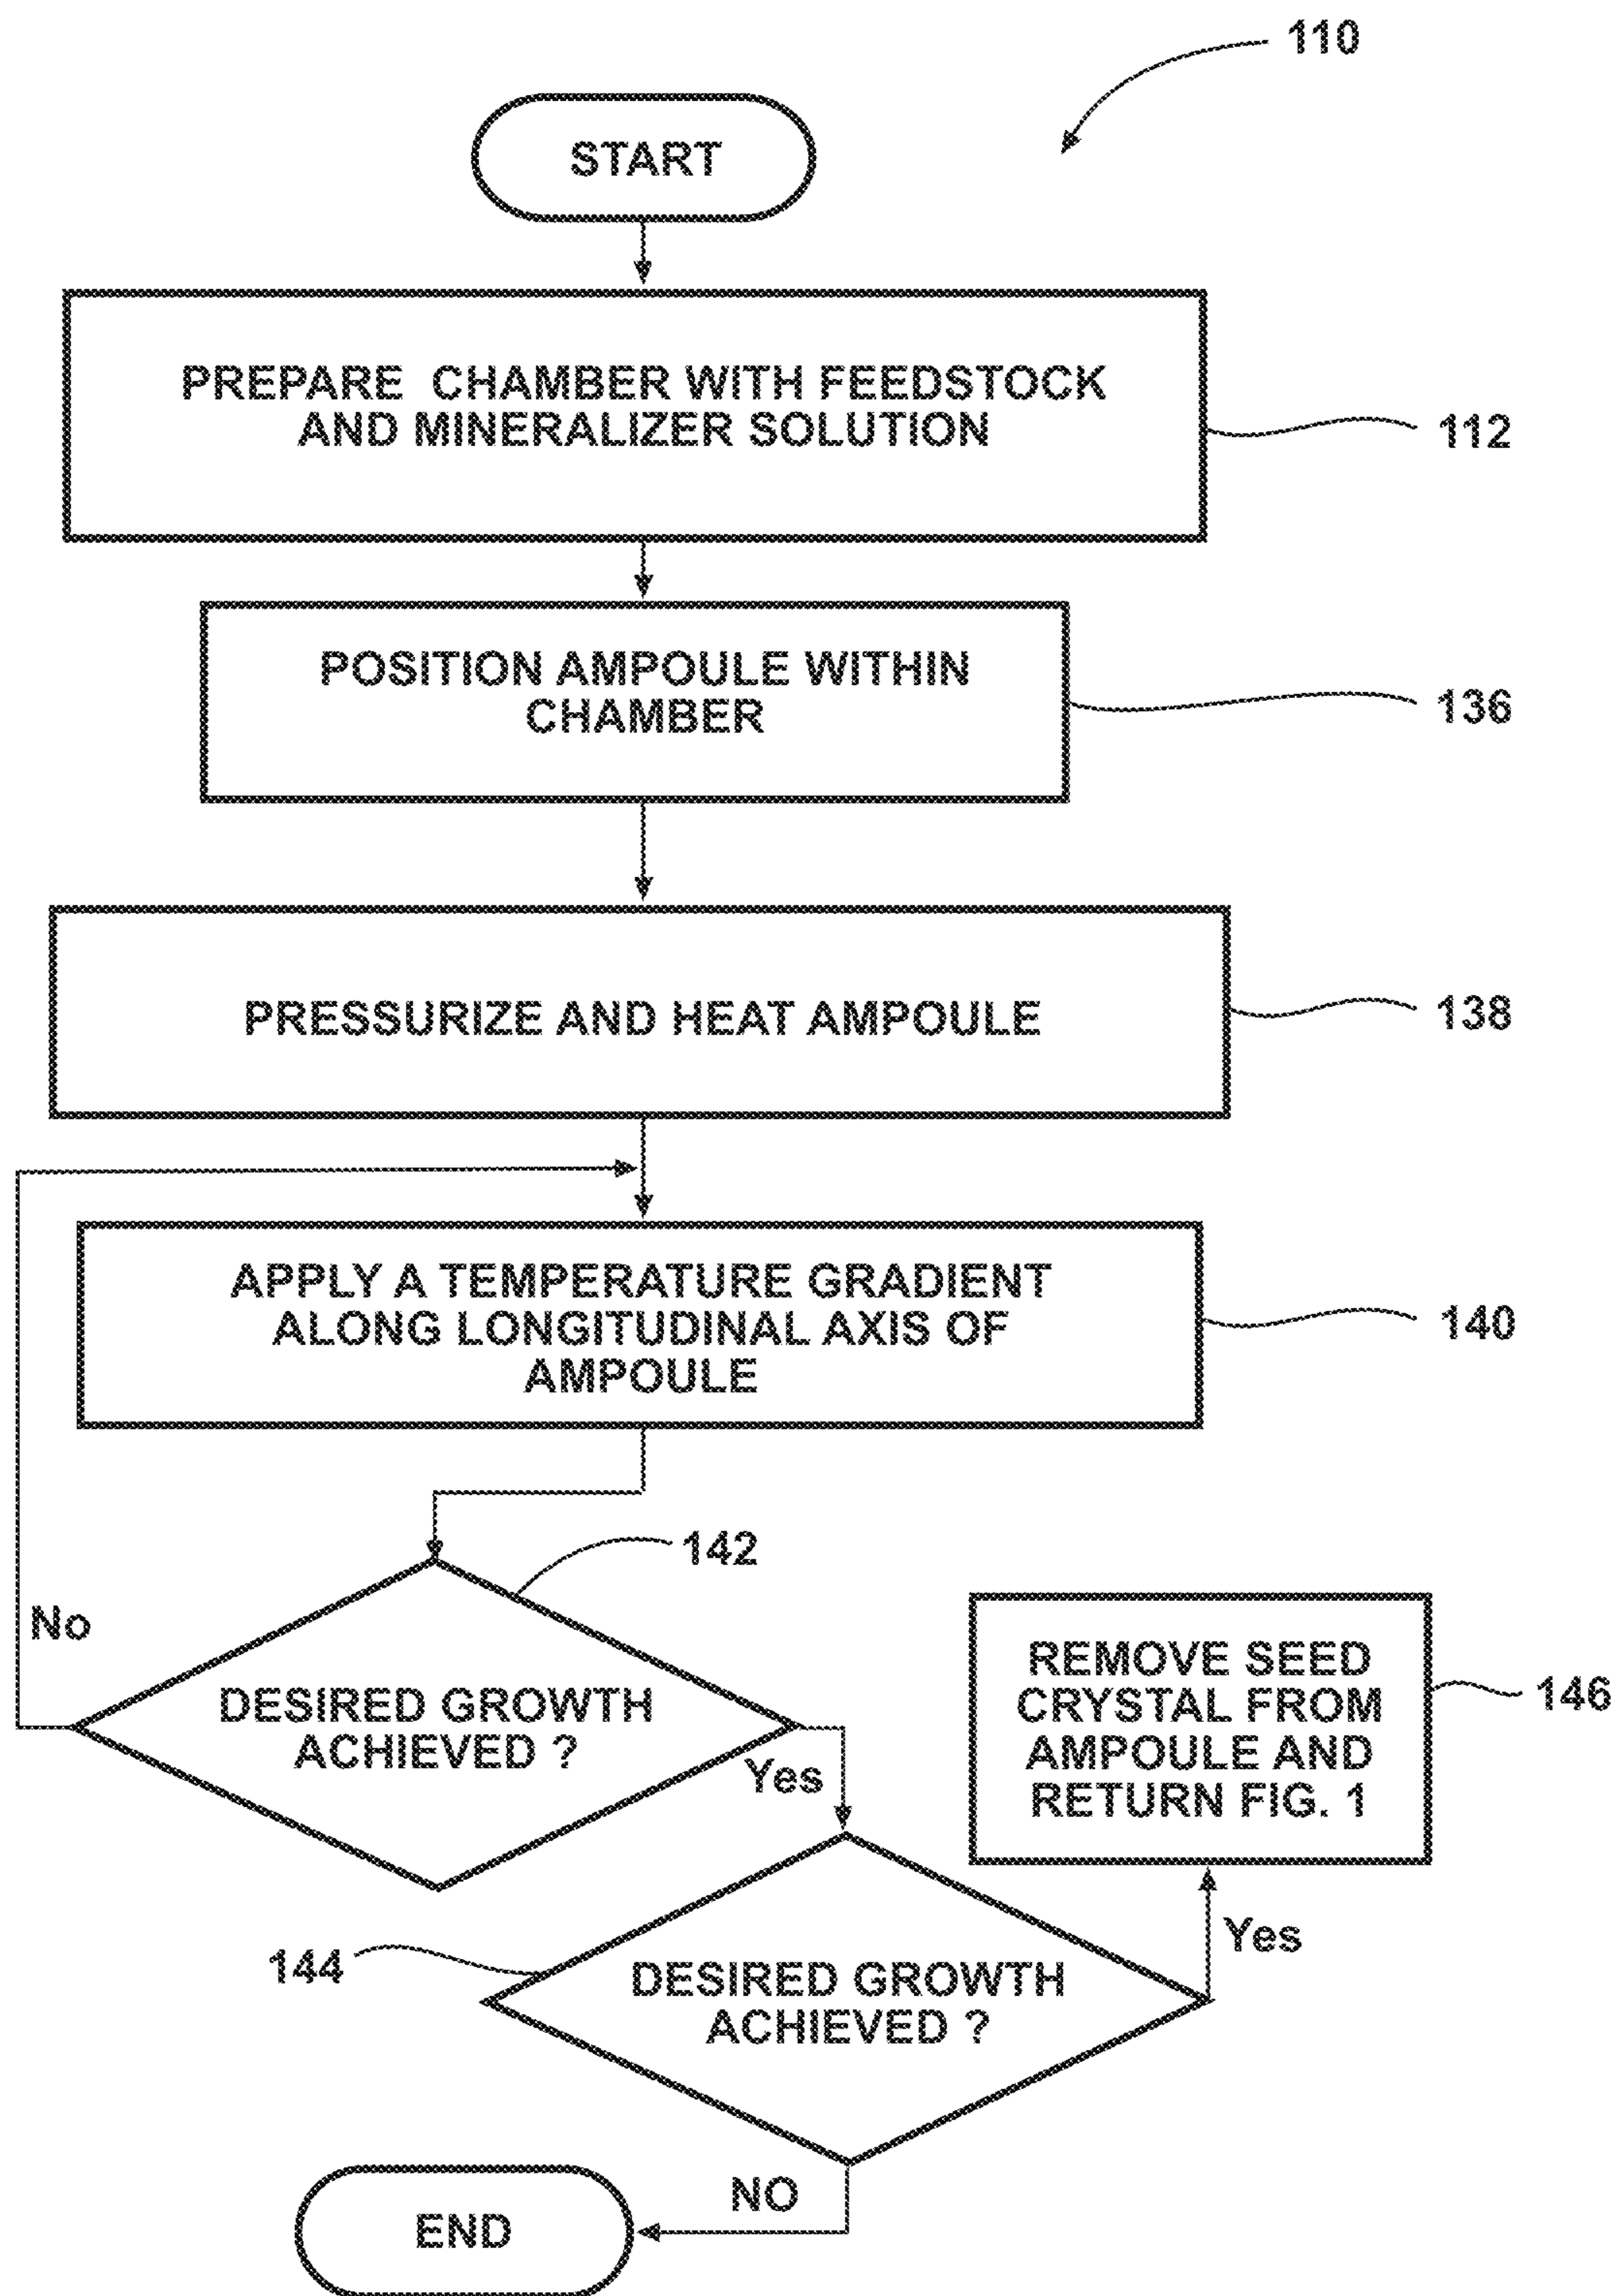 110
START
PREPARE CHAMBER WITH FEEDSTOCK
AND MINERALIZER SOLUTION
112
POSITION AMPOULE WITHIN
CHAMBER
136
PRESSURIZE AND HEAT AMPOULE
138
APPLY A TEMPERATURE GRADIENT
ALONG LONGITUDINAL AXIS OF
AMPOULE
140
142
No
DESIRED GROWTH
ACHIEVED ?
Yes
REMOVE SEED
CRYSTAL FROM
AMPOULE AND
RETURN FIG. 1
146
Yes
144
DESIRED GROWTH
ACHIEVED ?
NO
END